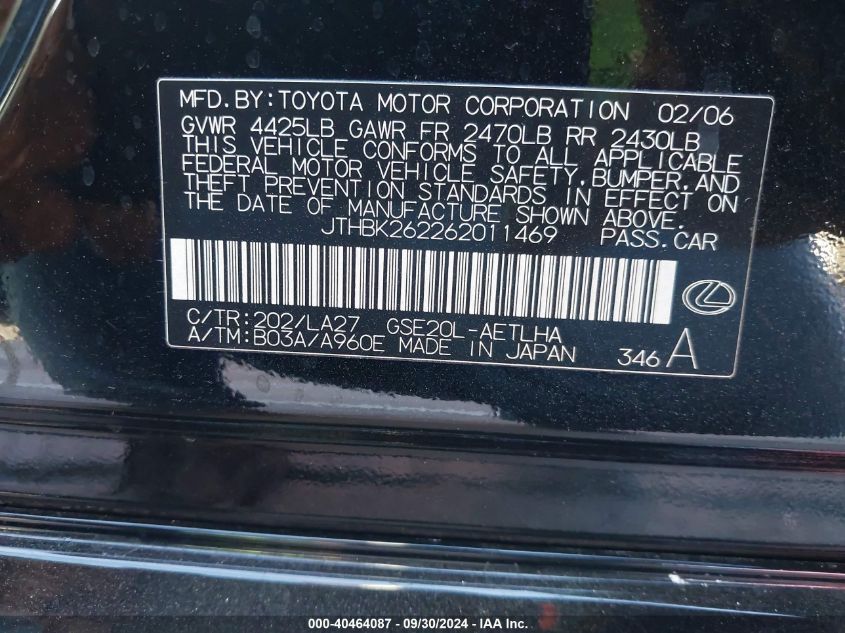 MFD.BY:TOYOTA MOTOR CORPORATION 02/06
GVWR 4425LB GAWR FR 2470LB RR 2430LB
THIS VEHICLE CONFORMS TO ALL APPLICABLE
FEDERAL MOTOR VEHICLE SAFETY,BUMPER,AND
THEFT PREVENTION STANDARDS IN EFFECT ON
THE DATE OF MANUFACTURE SHOWN ABOVE.
JTHBK262262011469 PASS.CAR
C/TR:202/LA27 GSE20L-AETLHA
A/TM:B03A/A960E MADE IN JAPAN 346 A
000-40464087 - 09/30/2024 - IAA Inc.